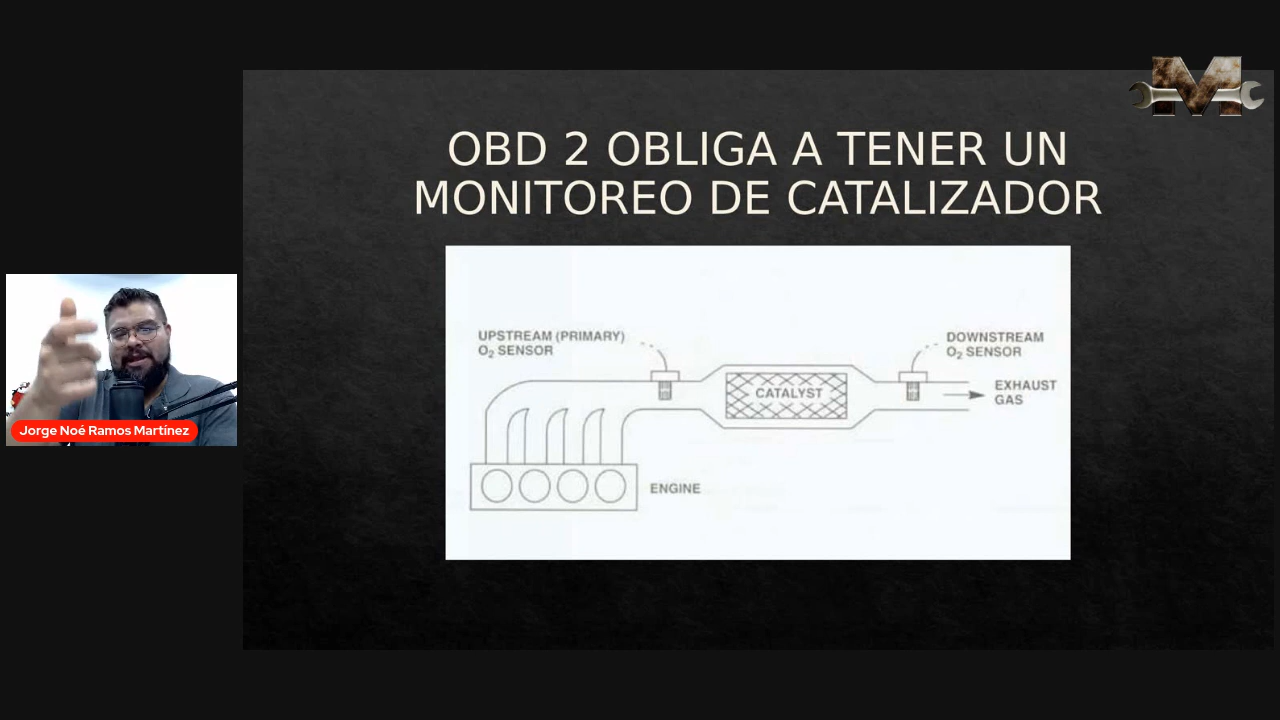 OBD 2 OBLIGA A TENER UN
MONITOREO DE CATALIZADOR
UPSTREAM (PRIMARY)
O₂ SENSOR
DOWNSTREAM
O₂ SENSOR
CATALYST
EXHAUST
GAS
ENGINE
Jorge Noé Ramos Martínez
M